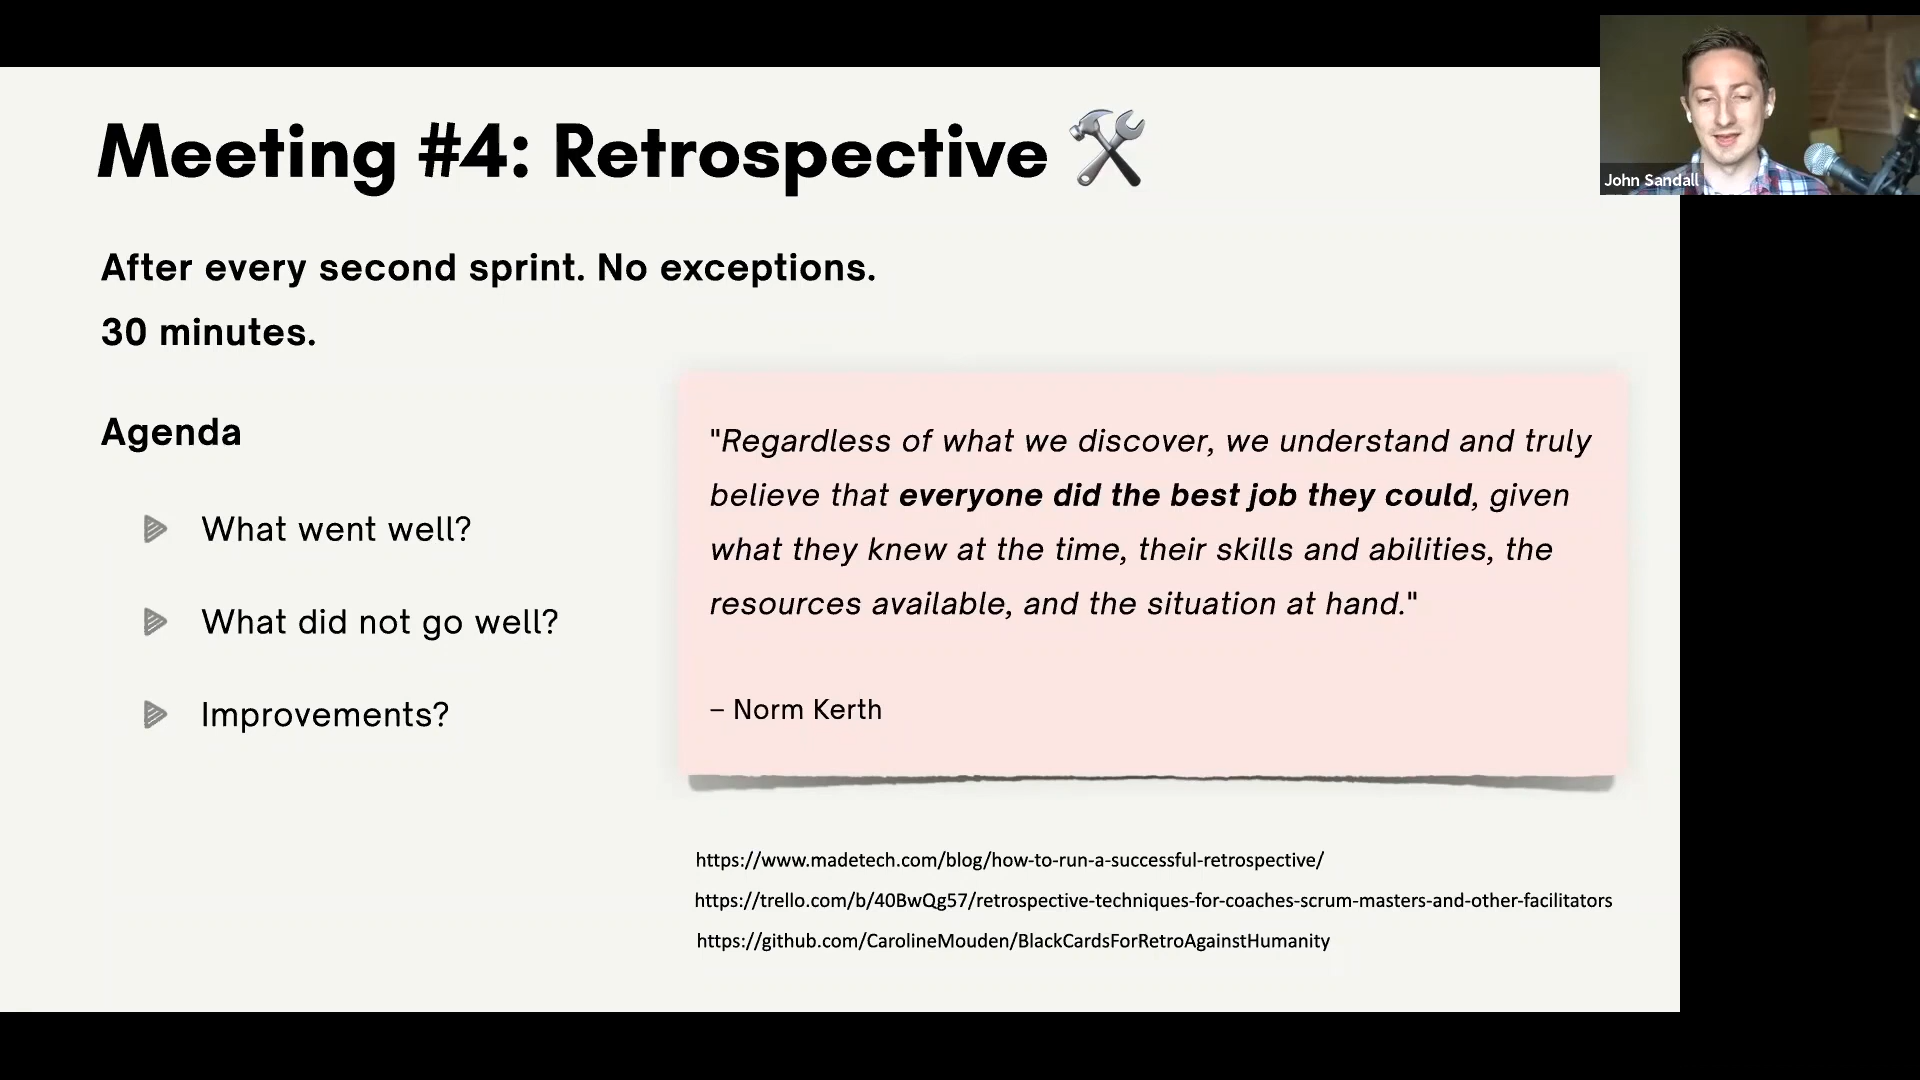 Meeting #4: Retrospective
John Sandall
After every second sprint. No exceptions.
30 minutes.
Agenda
What went well?
What did not go well?
Improvements?
"Regardless of what we discover, we understand and truly
believe that everyone did the best job they could, given
what they knew at the time, their skills and abilities, the
resources available, and the situation at hand."
– Norm Kerth
https://www.madetech.com/blog/how-to-run-a-successful-retrospective/
https://trello.com/b/40BwQg57/retrospective-techniques-for-coaches-scrum-masters-and-other-facilitators
https://github.com/CarolineMouden/BlackCardsForRetroAgainstHumanity